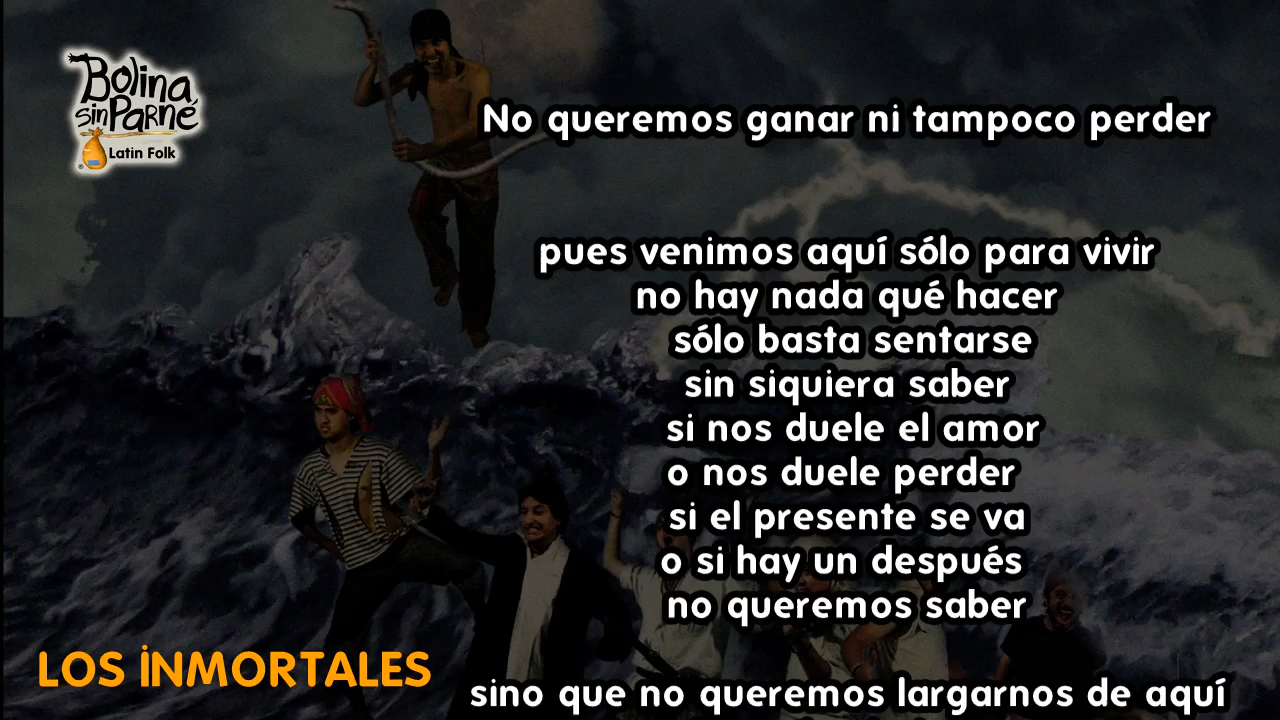 Bolina
sin Parné
Latin Folk
No queremos ganar ni tampoco perder
pues venimos aquí sólo para vivir
no hay nada qué hacer
sólo basta sentarse
sin siquiera saber
si nos duele el amor
o nos duele perder
si el presente se va
o si hay un después
no queremos saber
LOS INMORTALES
sino que no queremos largarnos de aquí